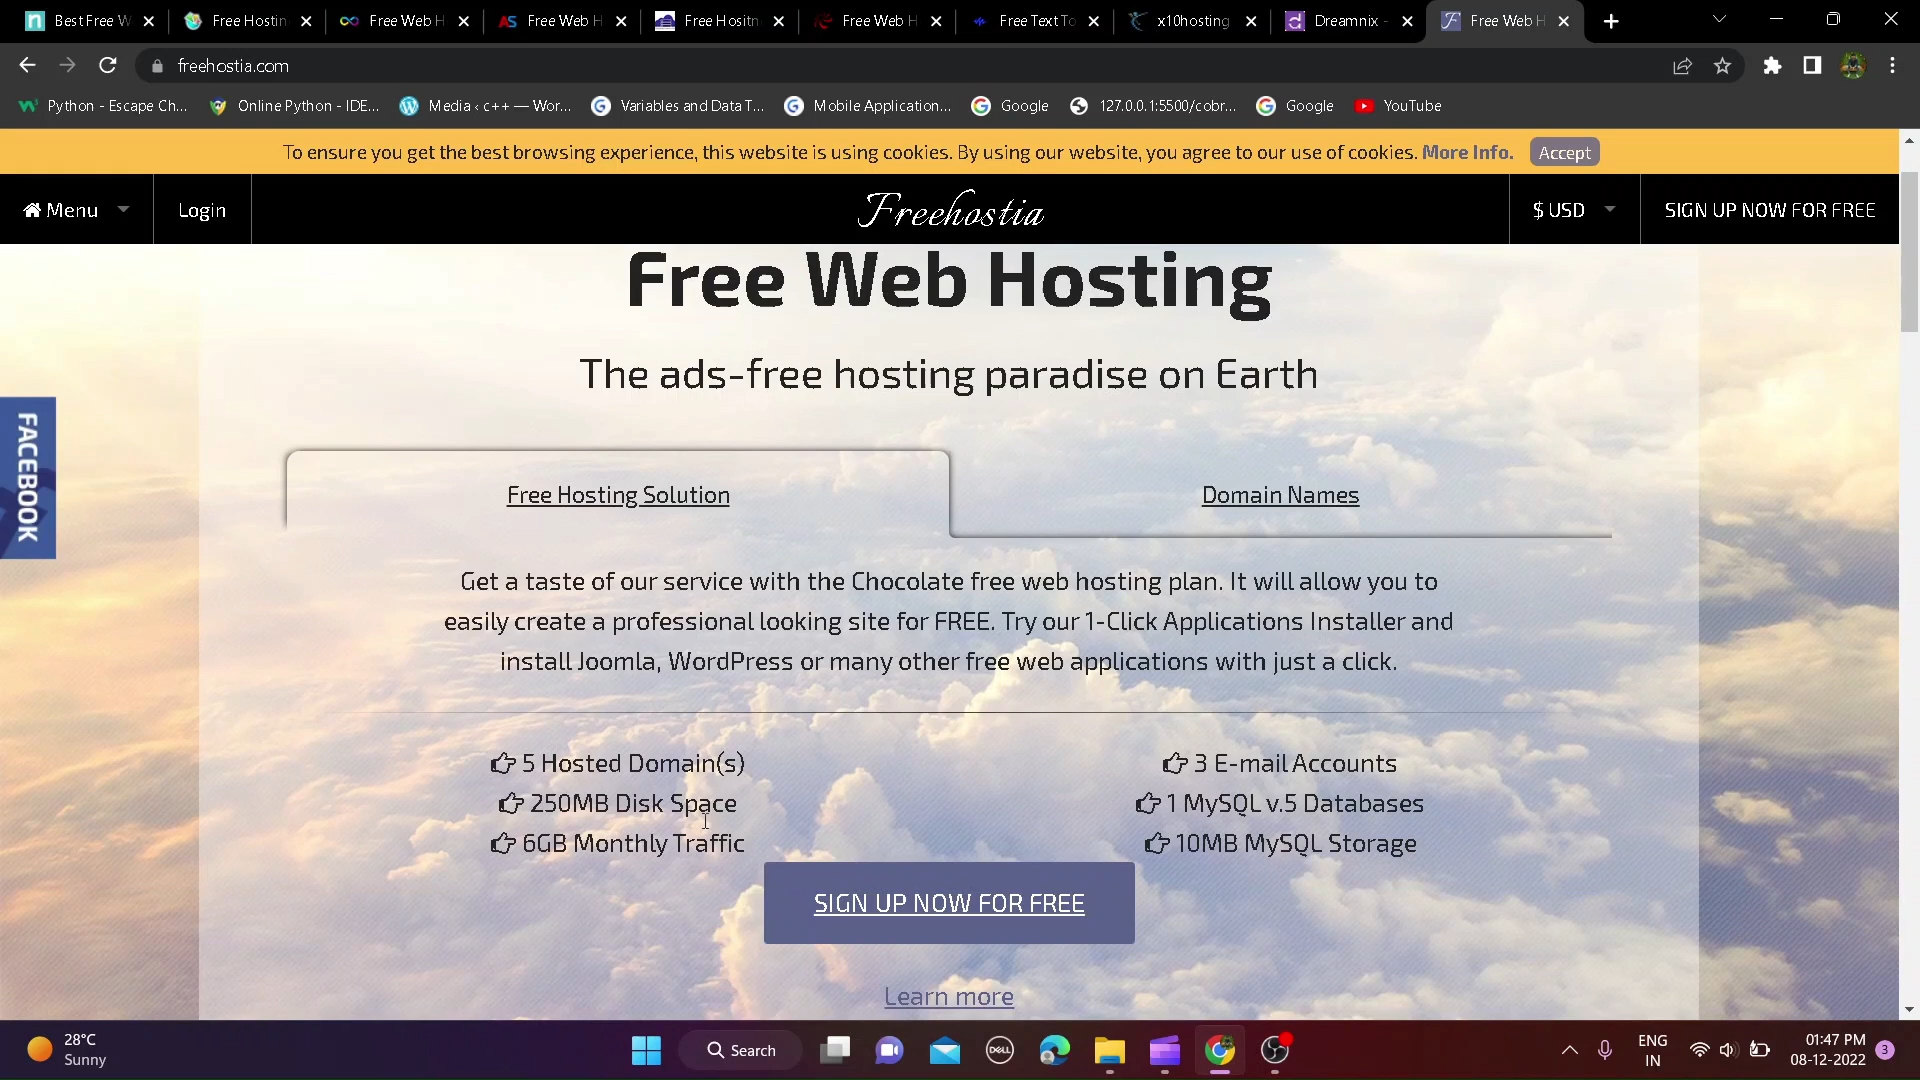 Best Free W
Free Hostin
Free Web H
AS Free Web H
Free Hositn
Free Web H
Free Text To
x10hosting
Dreamnix -
Free Web H
freehostia.com
Python - Escape Ch...
Online Python - IDE...
Media ‹ c++ — Wor...
Variables and Data T...
Mobile Application...
Google
127.0.0.1:5500/cobr...
Google
YouTube
To ensure you get the best browsing experience, this website is using cookies. By using our website, you agree to our use of cookies. More Info. Accept
Menu
Login
Freehostia
$ USD
SIGN UP NOW FOR FREE
Free Web Hosting
The ads-free hosting paradise on Earth
FACEBOOK
Free Hosting Solution
Domain Names
Get a taste of our service with the Chocolate free web hosting plan. It will allow you to
easily create a professional looking site for FREE. Try our 1-Click Applications Installer and
install Joomla, WordPress or many other free web applications with just a click.
5 Hosted Domain(s)
250MB Disk Space
6GB Monthly Traffic
3 E-mail Accounts
1 MySQL v.5 Databases
10MB MySQL Storage
SIGN UP NOW FOR FREE
Learn more
28°C
Sunny
Search
DELL
ENG
IN
01:47 PM
08-12-2022
3